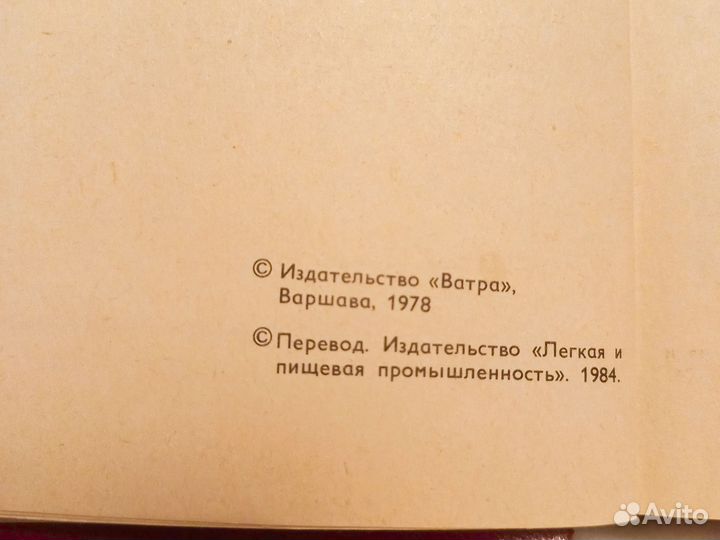 © Издательство «Ватра»,
Варшава, 1978
© Перевод. Издательство «Легкая и
пищевая промышленность». 1984.
Avito